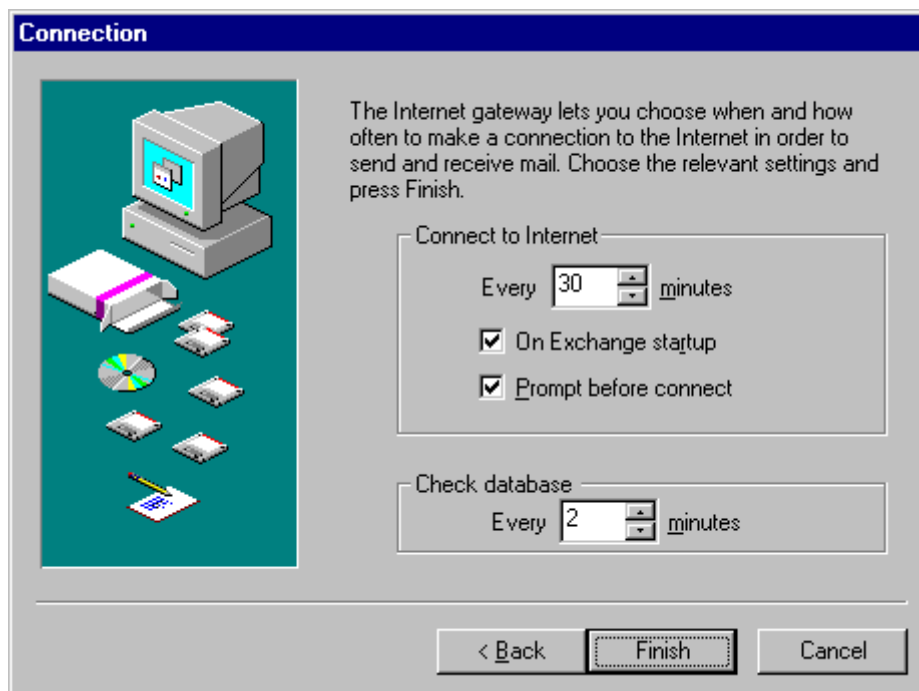 Connection
The Internet gateway lets you choose when and how
often to make a connection to the Internet in order to
send and receive mail. Choose the relevant settings and
press Finish.
Connect to Internet
Every 30 minutes
On Exchange startup
Prompt before connect
Check database
Every 2 minutes
< Back Finish Cancel